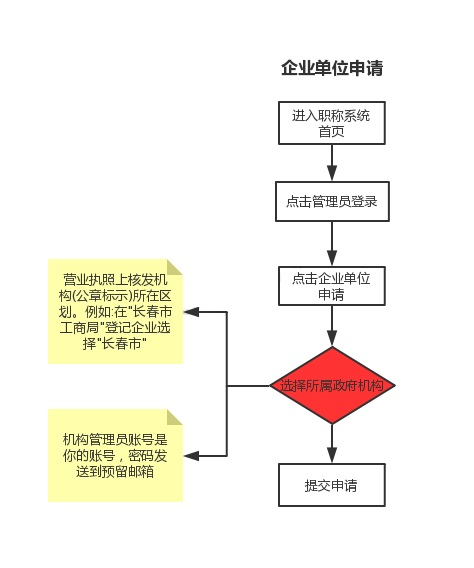 企业单位申请
进入职称系统
首页
点击管理员登录
点击企业单位
申请
选择所属政府机构
提交申请
营业执照上核发机
构(公章标示)所在区
划。例如:在"长春市
工商局"登记企业选
择"长春市"
机构管理员账号是
你的账号，密码发
送到预留邮箱